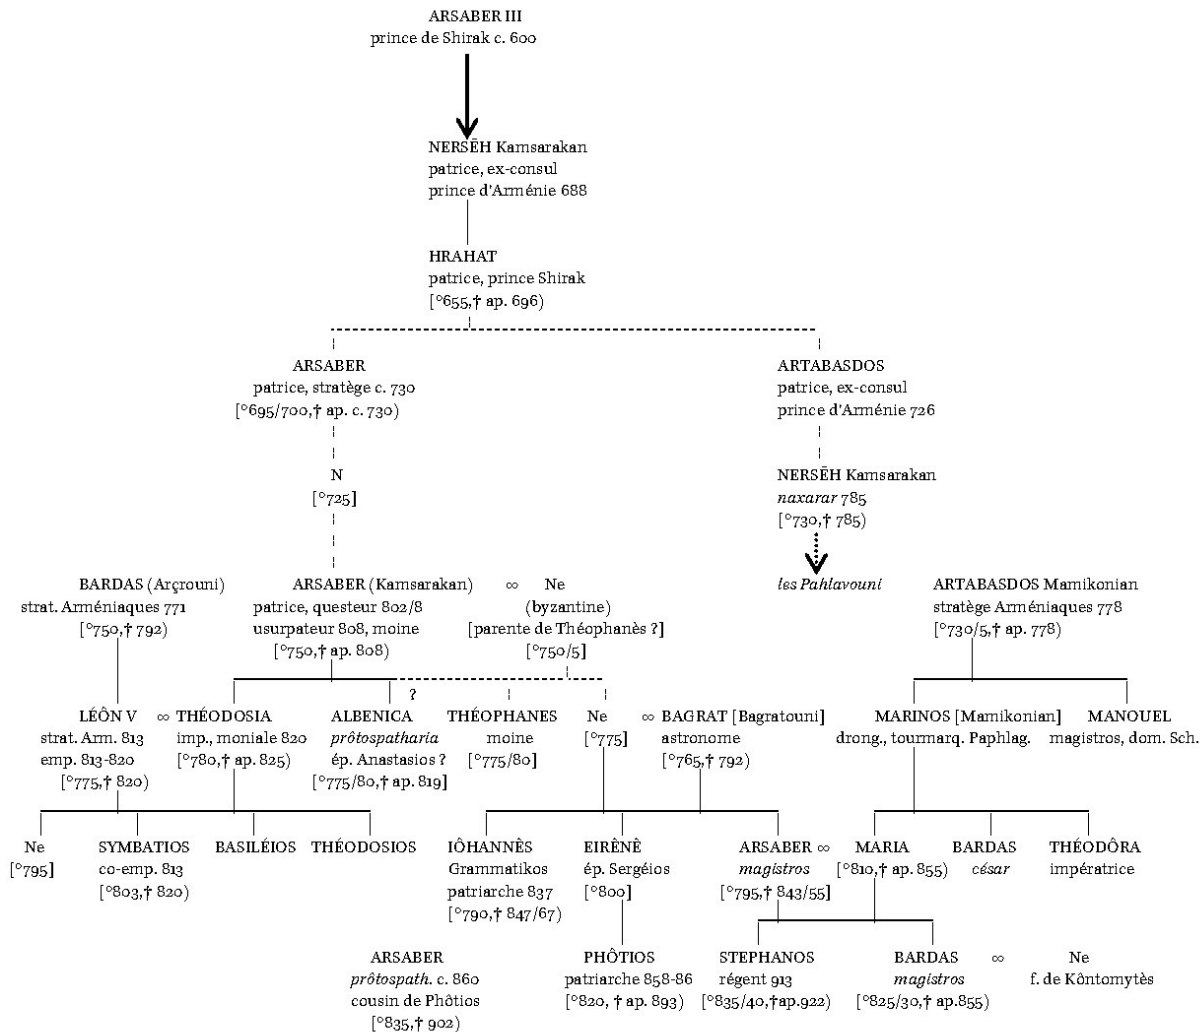 ARSABER III
prince de Shirak c. 600
NERSĒH Kamsarakan
patrice, ex-consul
prince d'Arménie 688
HRAHAT
patrice, prince Shirak
[°655,† ap. 696)
ARSABER
patrice, stratège c. 730
[°695/700,† ap. c. 730)
ARTABASDOS
patrice, ex-consul
prince d'Arménie 726
N
[°725]
NERSĒH Kamsarakan
naxarar 785
[°730,† 785)
BARDAS (Arçrouni)
strat. Arméniaques 771
[°750,† 792)
ARSABER (Kamsarakan)
patrice, questeur 802/8
usurpateur 808, moine
[°750,† ap. 808)
∞
Ne
(byzantine)
[parente de Théophanès ?]
[°750/5]
les Pahlavouni
ARTABASDOS Mamikonian
stratège Arméniaques 778
[°730/5,† ap. 778)
?
LÉÔN V
strat. Arm. 813
emp. 813-820
[°775,† 820)
∞
THÉODOSIA
imp., moniale 820
[°780,† ap. 825)
ALBENICA
prôtospatharia
ép. Anastasios ?
[°775/80,† ap. 819]
THÉOPHANES
moine
[°775/80]
Ne
[°775]
∞
BAGRAT [Bagratouni]
astronome
[°765,† 792)
MARINOS [Mamikonian]
drong., tourmarq. Paphlag.
MANOUEL
magistros, dom. Sch.
Ne
[°795]
SYMBATIOS
co-emp. 813
[°803,† 820)
BASILÉIOS
THÉODOSIOS
IÔHANNÈS
Grammatikos
patriarche 837
[°790,† 847/67)
EIRÊNÊ
ép. Sergéios
[°800]
ARSABER ∞
magistros
[°795,† 843/55]
MARIA
[°810,† ap. 855)
BARDAS
césar
THÉODÔRA
impératrice
ARSABER
prôtospath. c. 860
cousin de Phôtios
[°835,† 902)
PHÔTIOS
patriarche 858-86
[°820, † ap. 893)
STEPHANOS
régent 913
[°835/40,†ap.922)
BARDAS
magistros
[°825/30,† ap.855)
∞
Ne
f. de Kôntomytès